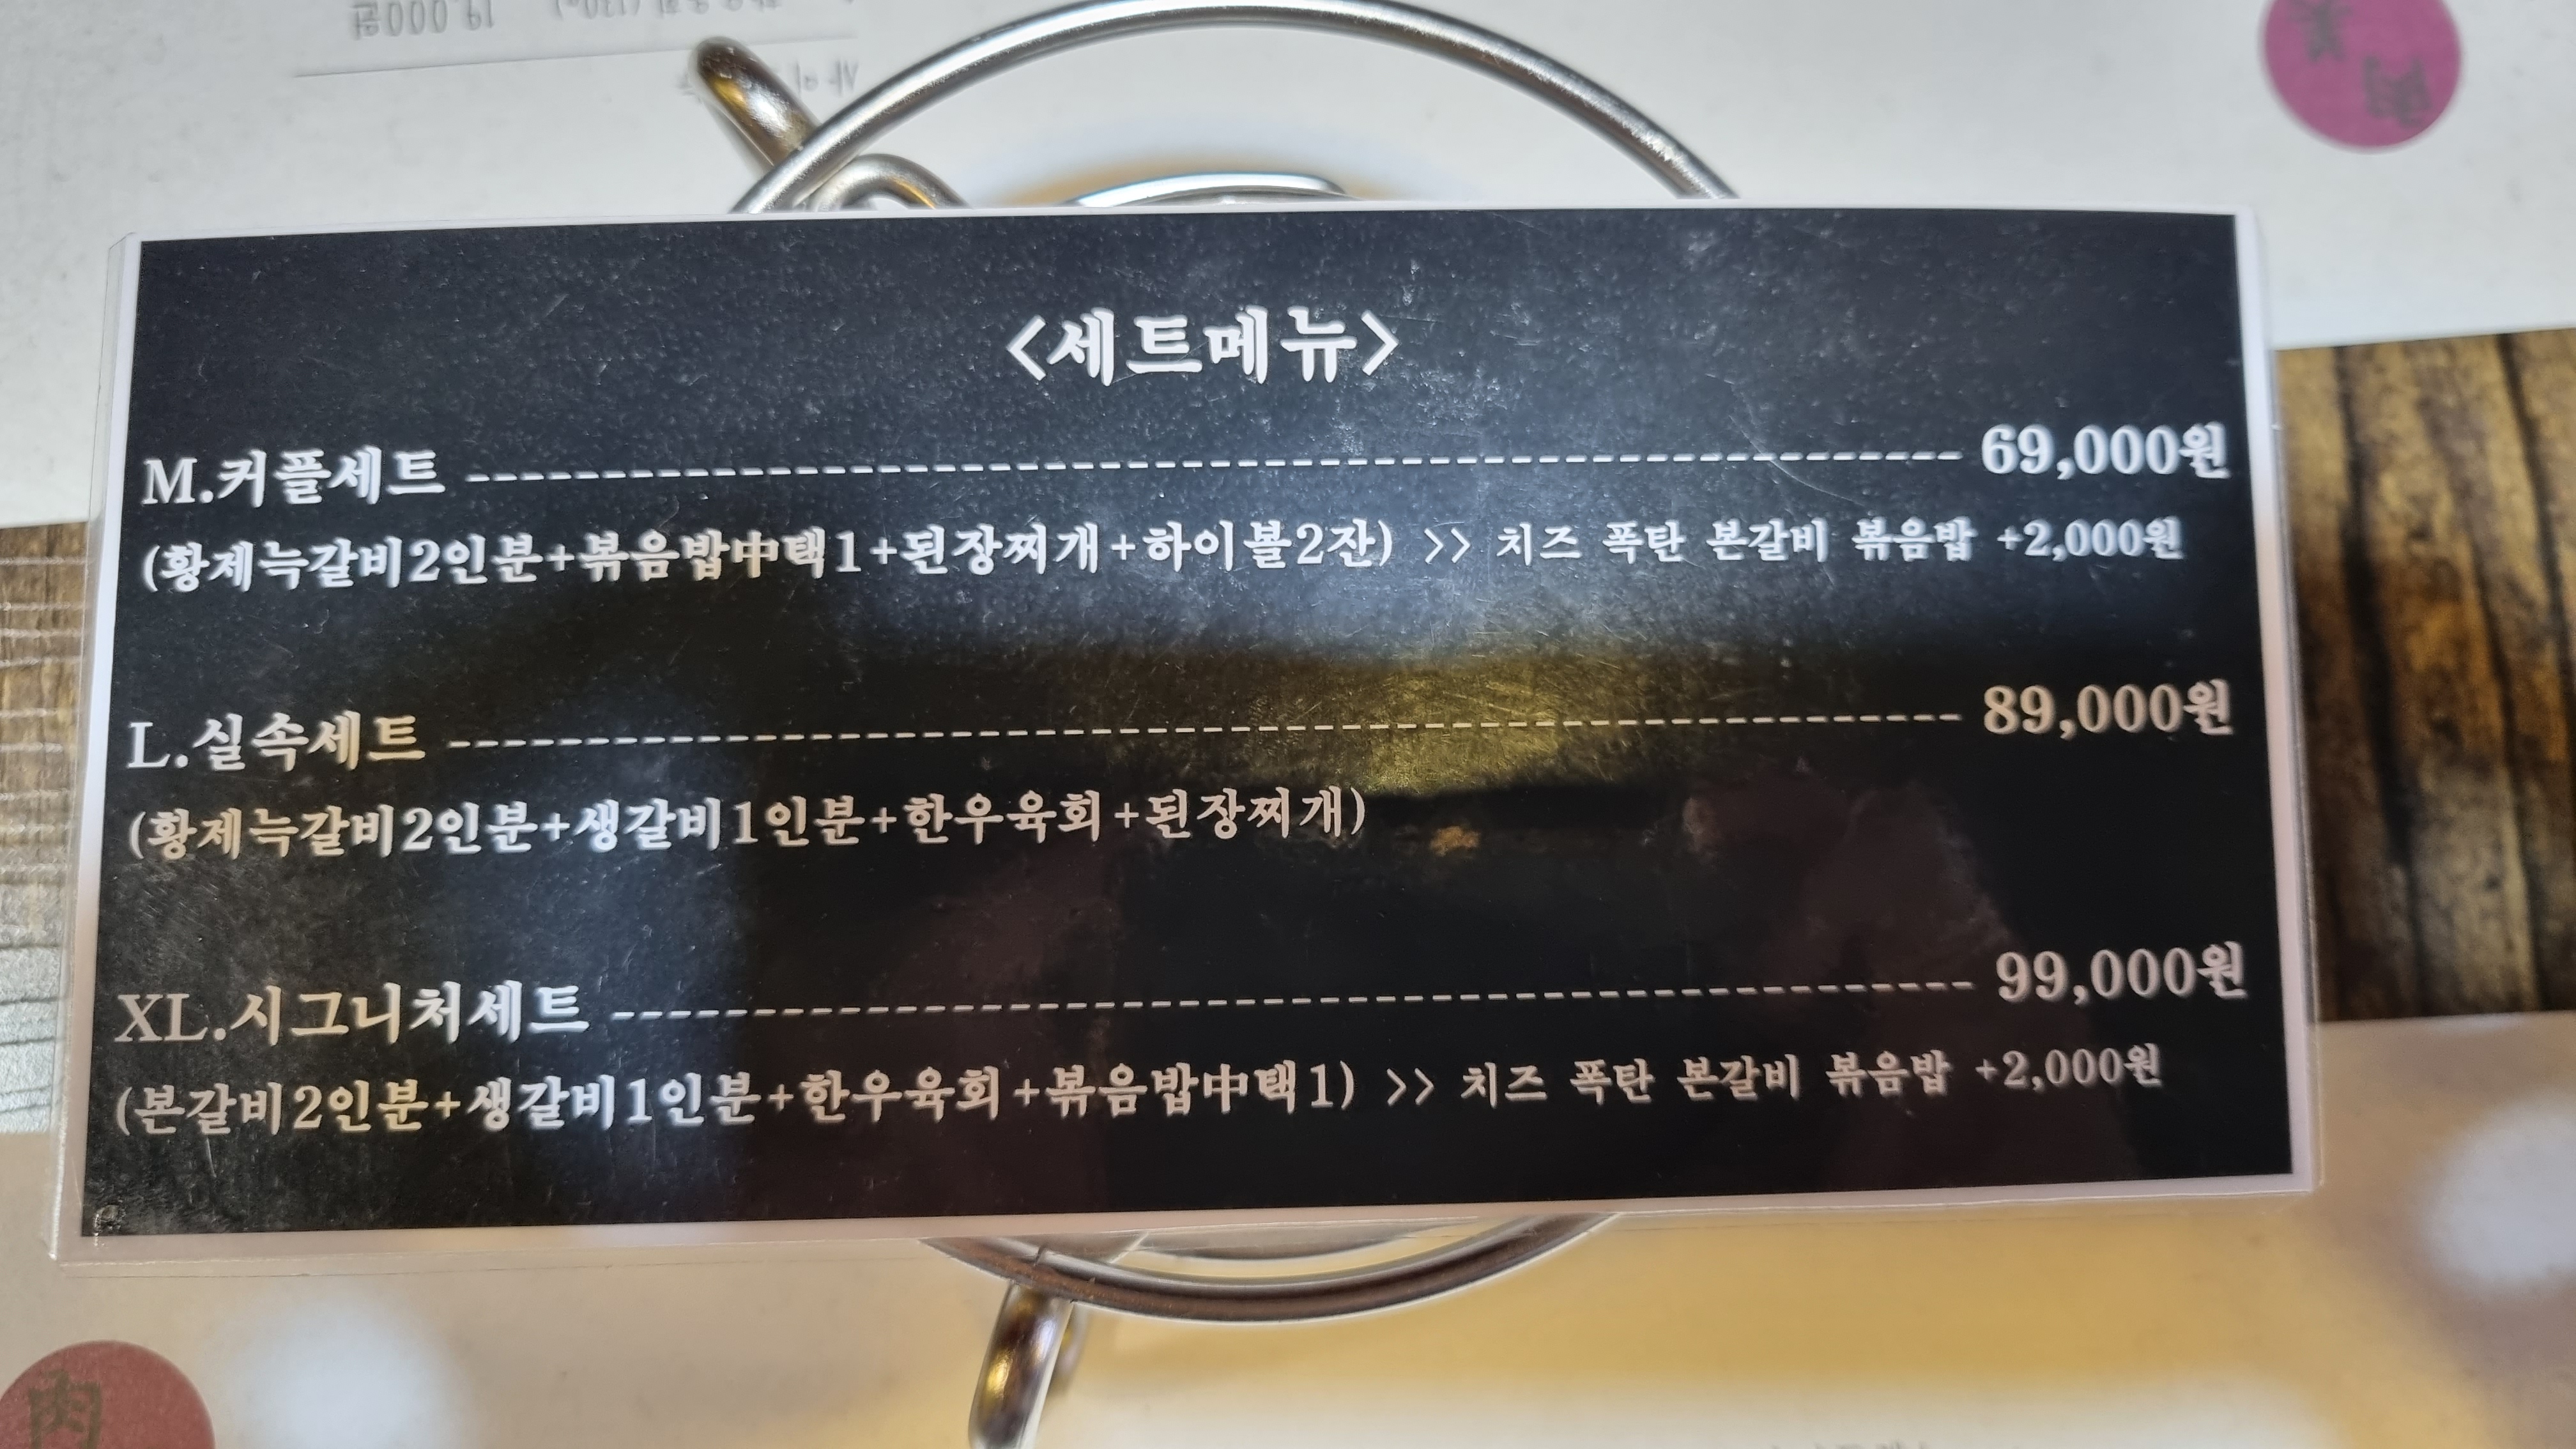 19,000원
<세트메뉴>
M.커플세트 ------------------------------------------------------------ 69,000원
(황제늑갈비2인분+볶음밥中택1+된장찌개+하이볼2잔) >> 치즈 폭탄 본갈비 볶음밥 +2,000원
L.실속세트 ------------------------------------------------------------ 89,000원
(황제늑갈비2인분+생갈비1인분+한우육회+된장찌개)
XL.시그니처세트 ------------------------------------------------------- 99,000원
(본갈비2인분+생갈비1인분+한우육회+볶음밥中택1) >> 치즈 폭탄 본갈비 볶음밥 +2,000원
肉